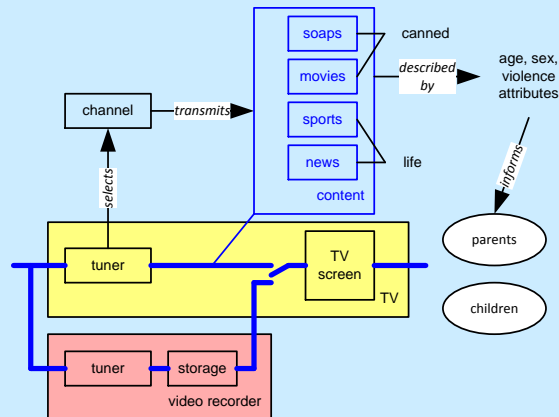 soaps
canned
movies
described
by
age, sex,
violence
attributes
channel
transmits
sports
news
life
content
selects
informs
parents
tuner
TV
screen
TV
children
tuner
storage
video recorder